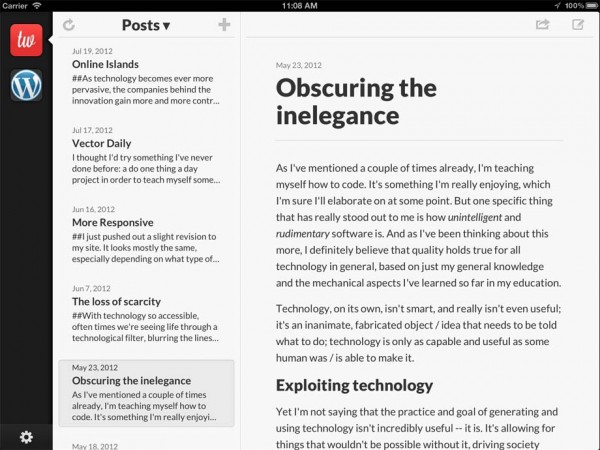 Carrier 11:08 AM 100%
tw
Posts ▾
W
Jul 19, 2012
Online Islands
##As technology becomes ever more
pervasive, the companies behind the
innovation gain more and more contr...
Jul 17, 2012
Vector Daily
I thought I'd try something I've never
done before: a do one thing a day
project in order to teach myself some...
Jun 16, 2012
More Responsive
##I just pushed out a slight revision to
my site. It looks mostly the same,
especially depending on what type of...
Jun 7, 2012
The loss of scarcity
##With technology so accessible,
often times we're seeing life through a
technological filter, blurring the lines...
May 23, 2012
Obscuring the inelegance
As I've mentioned a couple of times
already, I'm teaching myself how to
code. It's something I'm really enjoyi...
May 18, 2012
May 23, 2012
Obscuring the
inelegance
As I've mentioned a couple of times already, I'm teaching
myself how to code. It's something I'm really enjoying, which
I'm sure I'll elaborate on at some point. But one specific thing
that has really stood out to me is how unintelligent and
rudimentary software is. And as I've been thinking about this
more, I definitely believe that quality holds true for all
technology in general, based on just my general knowledge
and the mechanical aspects I've learned so far in my education.
Technology, on its own, isn't smart, and really isn't even useful;
it's an inanimate, fabricated object / idea that needs to be told
what to do; technology is only as capable and useful as some
human was / is able to make it.
Exploiting technology
Yet I'm not saying that the practice and goal of generating and
using technology isn't incredibly useful -- it is. It's allowing for
things that wouldn't be possible without it, driving society